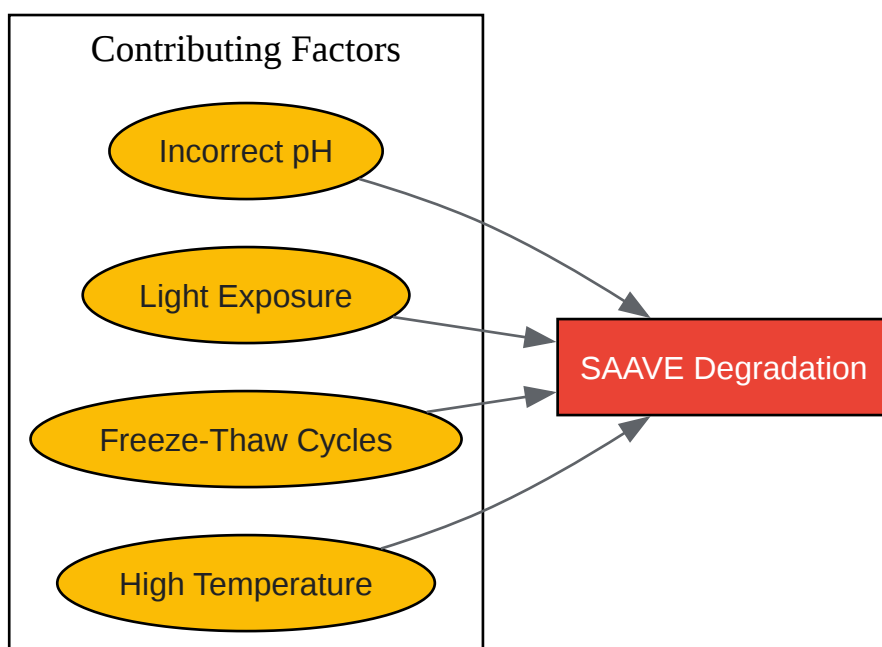 Contributing Factors
Incorrect pH
Light Exposure
SAAVE Degradation
Freeze-Thaw Cycles
High Temperature